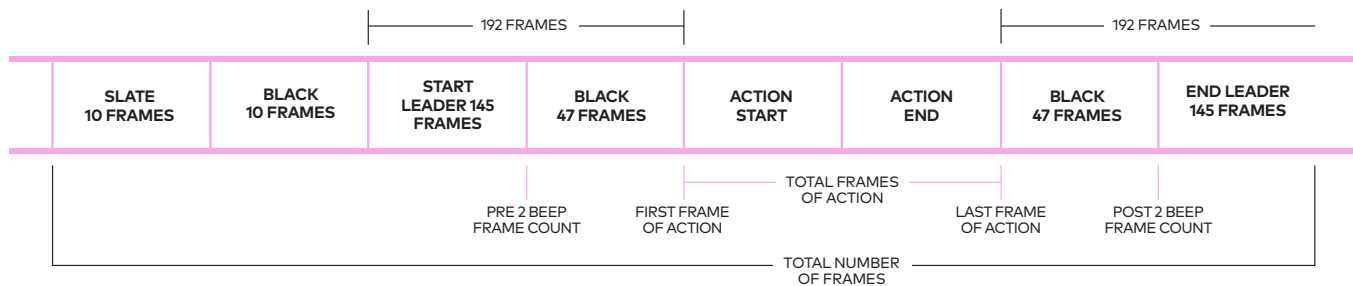 192 FRAMES
192 FRAMES
SLATE
10 FRAMES
BLACK
10 FRAMES
START
LEADER 145
FRAMES
BLACK
47 FRAMES
ACTION
START
ACTION
END
BLACK
47 FRAMES
END LEADER
145 FRAMES
TOTAL FRAMES
OF ACTION
PRE 2 BEEP
FRAME COUNT
FIRST FRAME
OF ACTION
LAST FRAME
OF ACTION
POST 2 BEEP
FRAME COUNT
TOTAL NUMBER
OF FRAMES